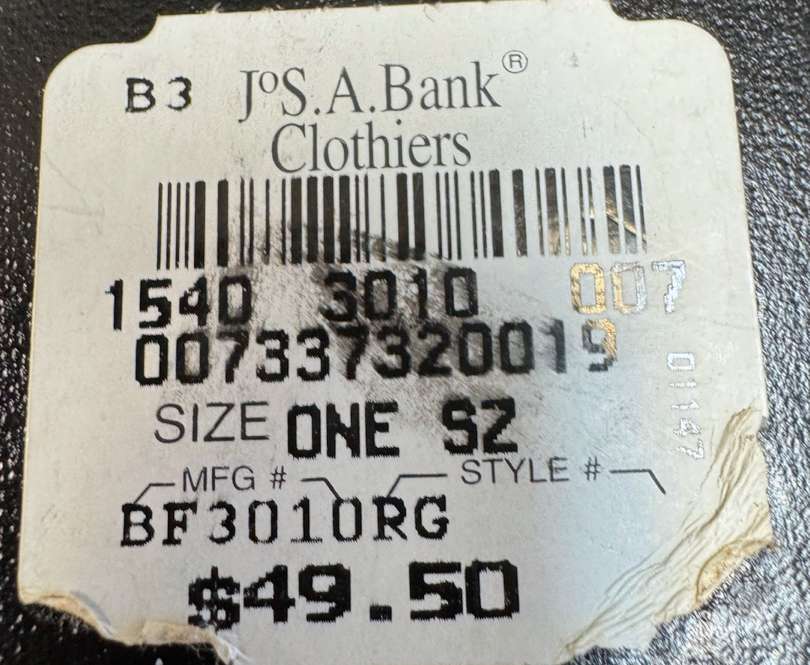 B3 JoS.A.Bank®
Clothiers
1540 3010 007
007337320019
01147
SIZE ONE SZ
MFG # STYLE #
BF3010RG
$49.50